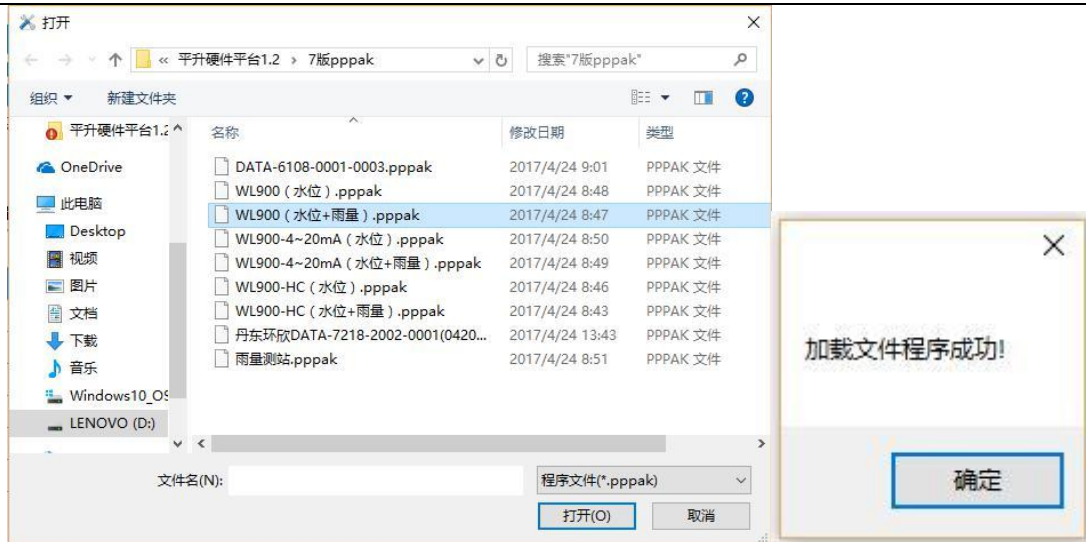 打开
« 平升硬件平台1.2 › 7版pppak
搜索"7版pppak"
组织
新建文件夹
平升硬件平台1.2
OneDrive
此电脑
Desktop
视频
图片
文档
下载
音乐
Windows10_OS
LENOVO (D:)
名称 修改日期 类型
DATA-6108-0001-0003.pppak 2017/4/24 9:01 PPPAK 文件
WL900（水位）.pppak 2017/4/24 8:48 PPPAK 文件
WL900（水位+雨量）.pppak 2017/4/24 8:47 PPPAK 文件
WL900-4~20mA（水位）.pppak 2017/4/24 8:50 PPPAK 文件
WL900-4~20mA（水位+雨量）.pppak 2017/4/24 8:49 PPPAK 文件
WL900-HC（水位）.pppak 2017/4/24 8:46 PPPAK 文件
WL900-HC（水位+雨量）.pppak 2017/4/24 8:43 PPPAK 文件
丹东环欣DATA-7218-2002-0001(0420... 2017/4/24 13:43 PPPAK 文件
雨量测站.pppak 2017/4/24 8:51 PPPAK 文件
文件名(N):
程序文件(*.pppak)
打开(O)
取消
加载文件程序成功!
确定